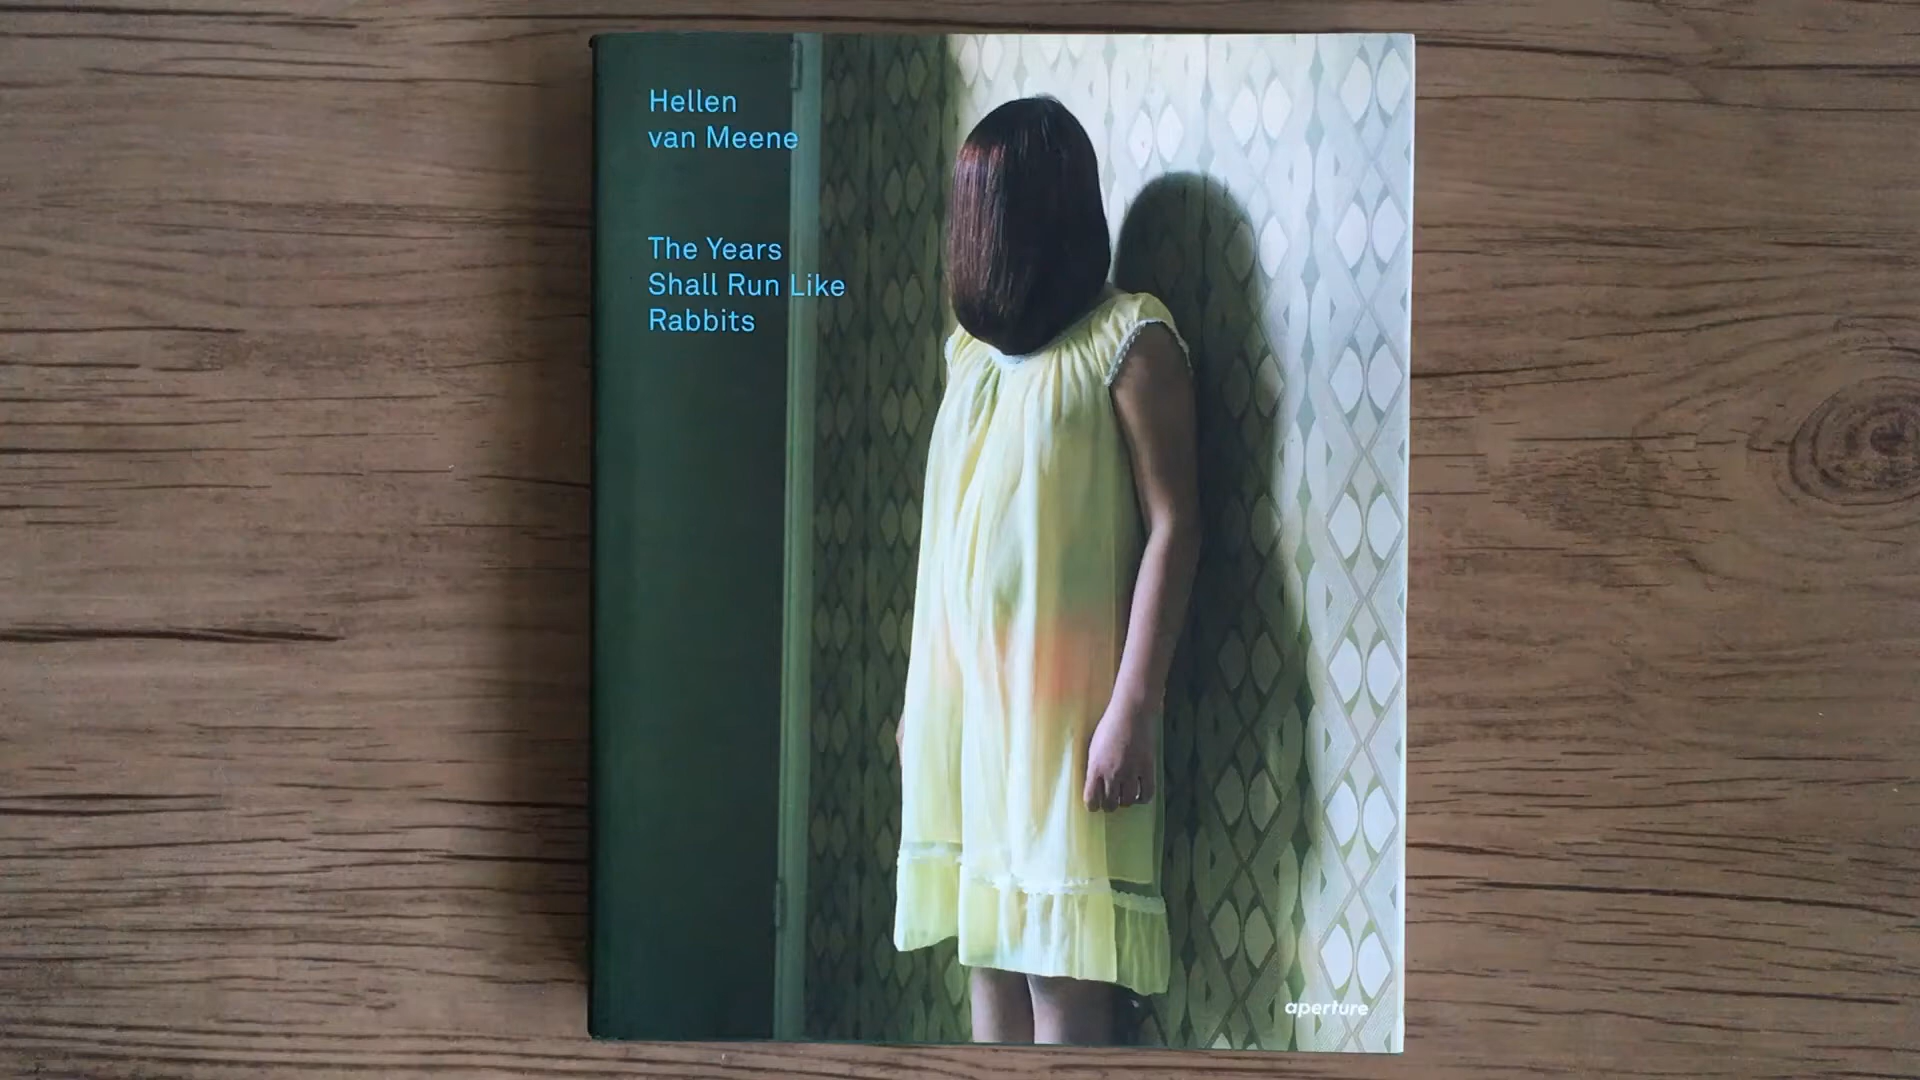 Hellen
van Meene
The Years
Shall Run Like
Rabbits
aperture